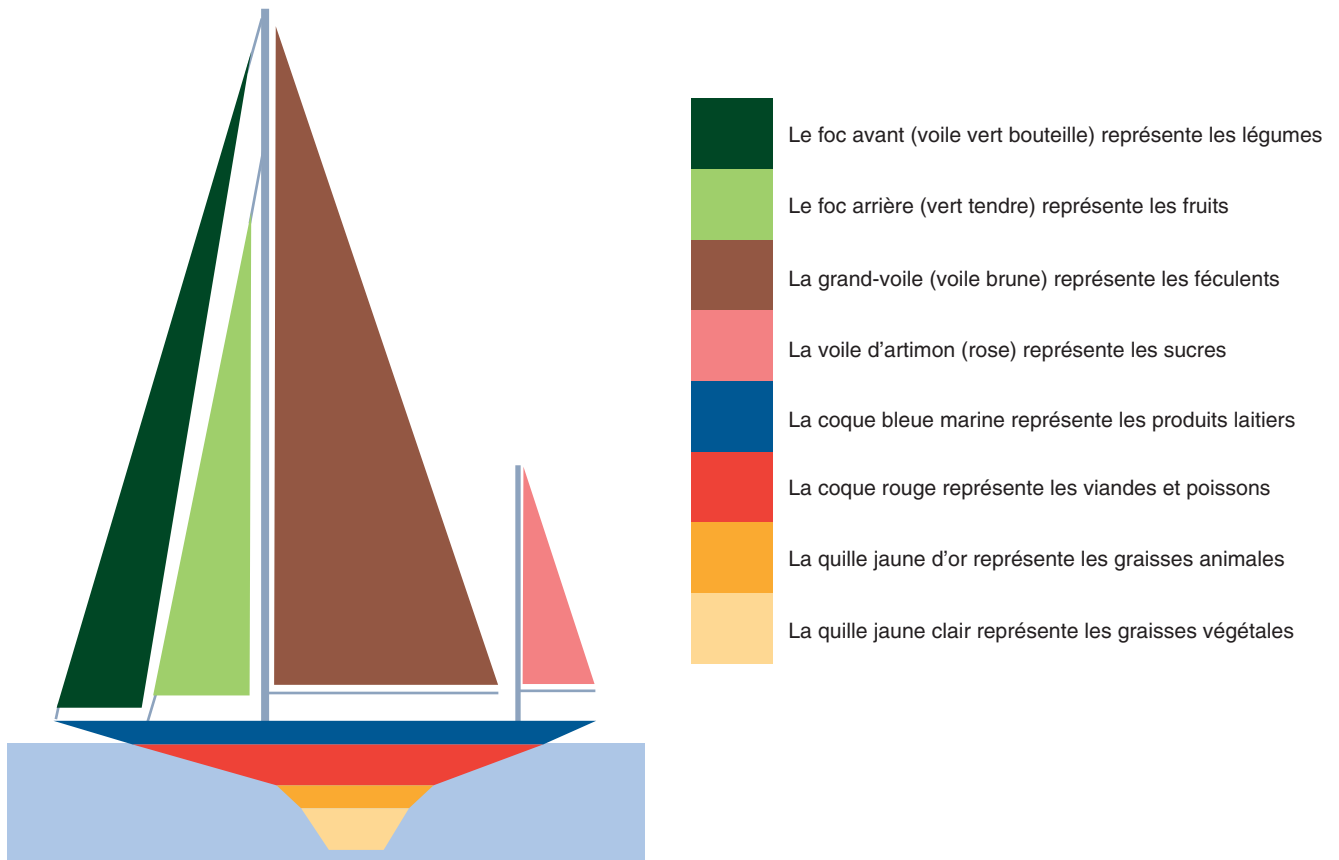 Le foc avant (voile vert bouteille) représente les légumes
Le foc arrière (vert tendre) représente les fruits
La grand-voile (voile brune) représente les féculents
La voile d'artimon (rose) représente les sucres
La coque bleue marine représente les produits laitiers
La coque rouge représente les viandes et poissons
La quille jaune d'or représente les graisses animales
La quille jaune clair représente les graisses végétales